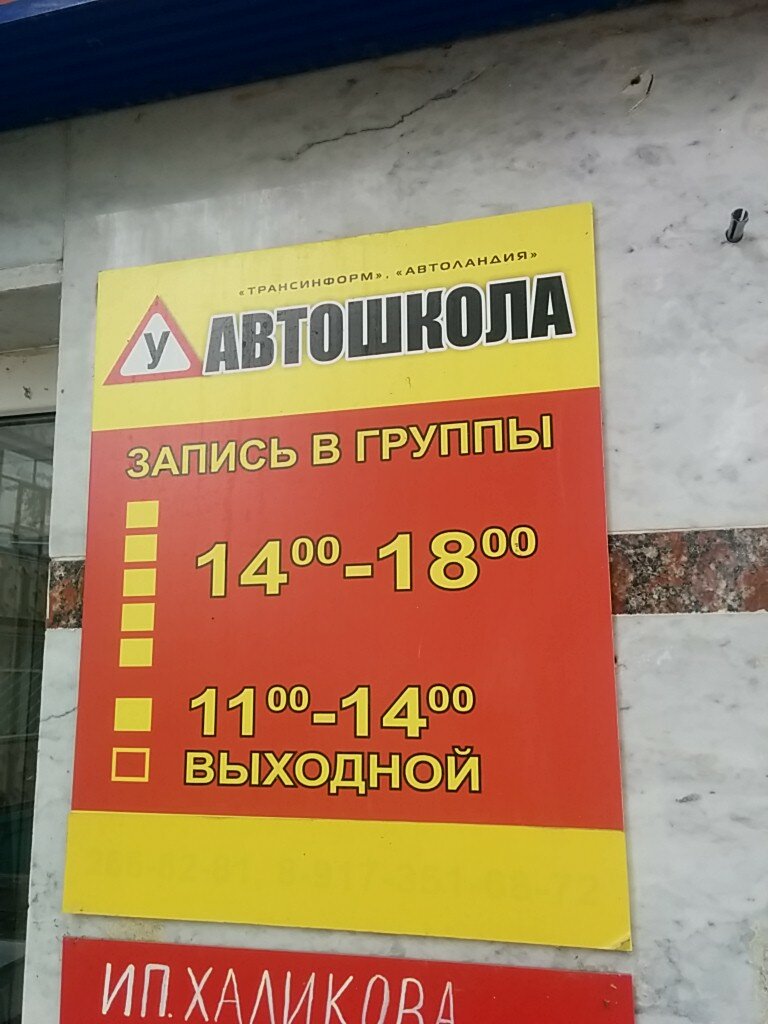 «ТРАНСИНФОРМ», «АВТОЛАНДИЯ»
У АВТОШКОЛА
ЗАПИСЬ В ГРУППЫ
14⁰⁰-18⁰⁰
11⁰⁰-14⁰⁰
ВЫХОДНОЙ
ИП. ХАЛИКОВА